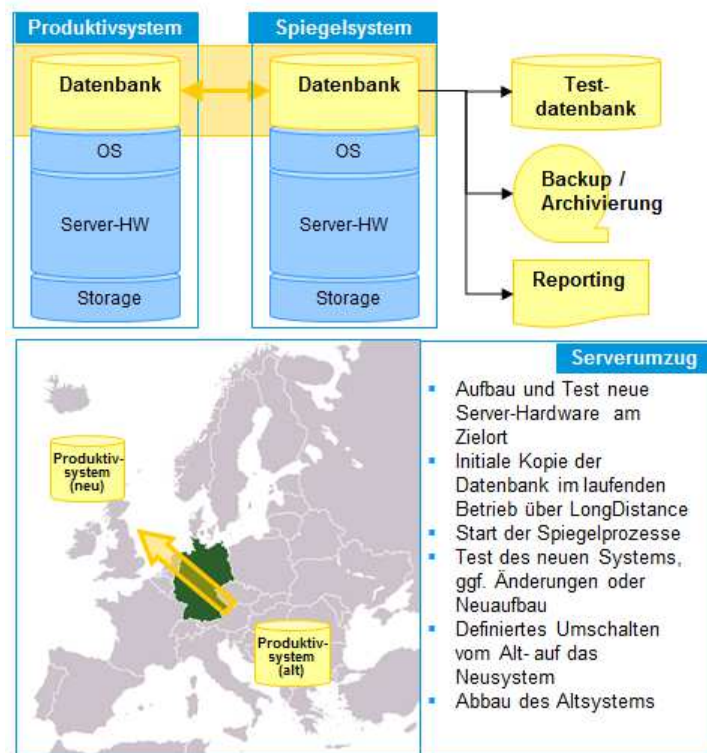 Produktivsystem
Datenbank
OS
Server-HW
Storage
Spiegelsystem
Datenbank
OS
Server-HW
Storage
Test-
datenbank
Backup /
Archivierung
Reporting
Produktiv-
system
(neu)
Produktiv-
system
(alt)
Serverumzug
▪ Aufbau und Test neue
Server-Hardware am
Zielort
▪ Initiale Kopie der
Datenbank im laufenden
Betrieb über LongDistance
▪ Start der Spiegelprozesse
▪ Test des neuen Systems,
ggf. Änderungen oder
Neuaufbau
▪ Definiertes Umschalten
vom Alt- auf das
Neusystem
▪ Abbau des Altsystems